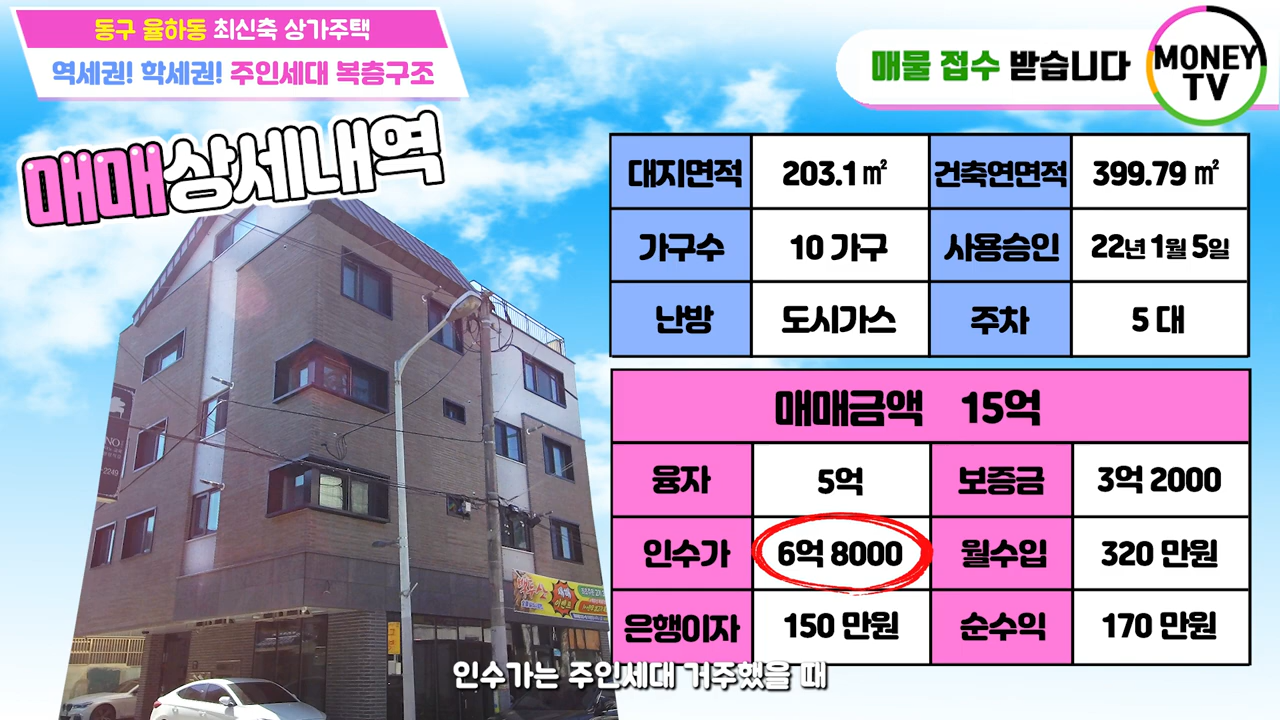 동구 율하동 최신축 상가주택
역세권! 학세권! 주인세대 복층구조
매물 접수 받습니다
MONEY
TV
매매상세내역
대지면적 203.1㎡ 건축연면적 399.79㎡
가구수 10 가구 사용승인 22년 1월 5일
난방 도시가스 주차 5 대
매매금액 15억
융자 5억 보증금 3억 2000
인수가 6억 8000 월수입 320 만원
은행이자 150 만원 순수익 170 만원
-2249
인수가는 주인세대 거주했을 때